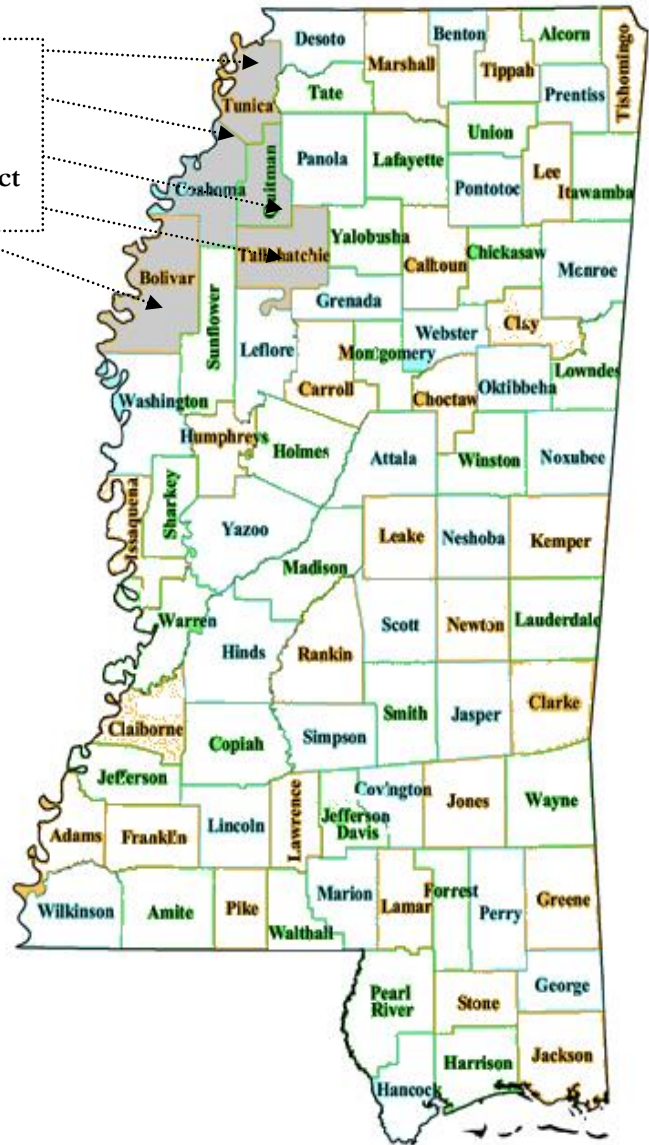 Desoto
Benton
Alcorn
Tishomingo
Marshall
Tippah
Prentiss
Tunica
Tate
Union
Panola
Lafayette
Lee
Itawamba
Pontotoc
Quitman
Coahoma
ct
Tallahatchie
Yalobusha
Calhoun
Chickasaw
Monroe
Bolivar
Grenada
Sunflower
Leflore
Webster
Clay
Montgomery
Lowndes
Carroll
Choctaw
Oktibbeha
Washington
Humphreys
Holmes
Attala
Winston
Noxubee
Issaquena
Sharkey
Yazoo
Leake
Neshoba
Kemper
Madison
Warren
Scott
Newton
Lauderdale
Hinds
Rankin
Claiborne
Copiah
Simpson
Smith
Jasper
Clarke
Jefferson
Lawrence
Jefferson
Davis
Covington
Jones
Wayne
Adams
Franklin
Lincoln
Wilkinson
Amite
Pike
Walthall
Marion
Lamar
Forrest
Perry
Greene
Pearl
River
Stone
George
Hancock
Harrison
Jackson